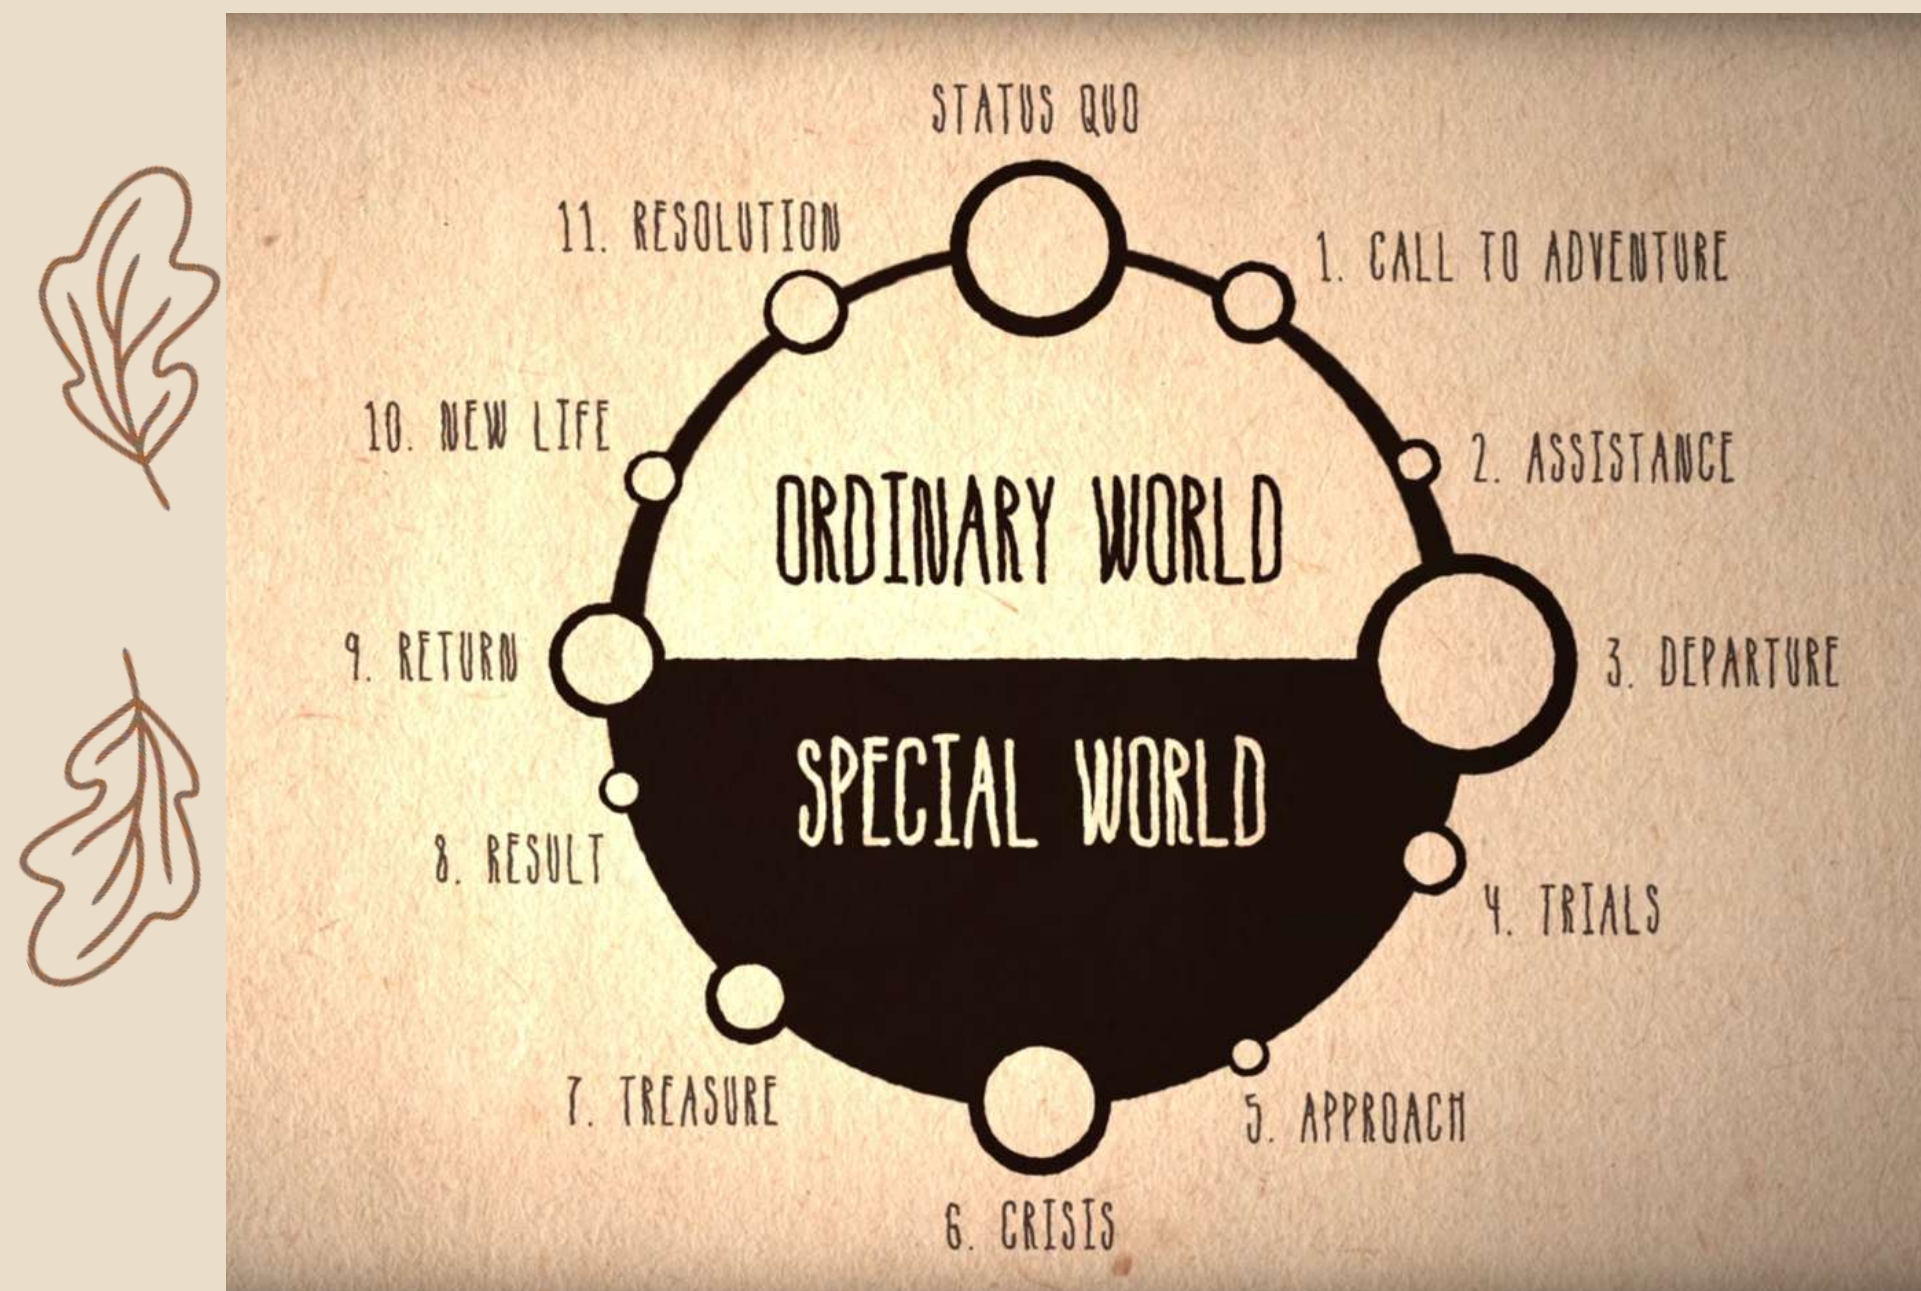 STATUS QUO
1. CALL TO ADVENTURE
2. ASSISTANCE
3. DEPARTURE
4. TRIALS
5. APPROACH
6. CRISIS
7. TREASURE
8. RESULT
9. RETURN
10. NEW LIFE
11. RESOLUTION
ORDINARY WORLD
SPECIAL WORLD